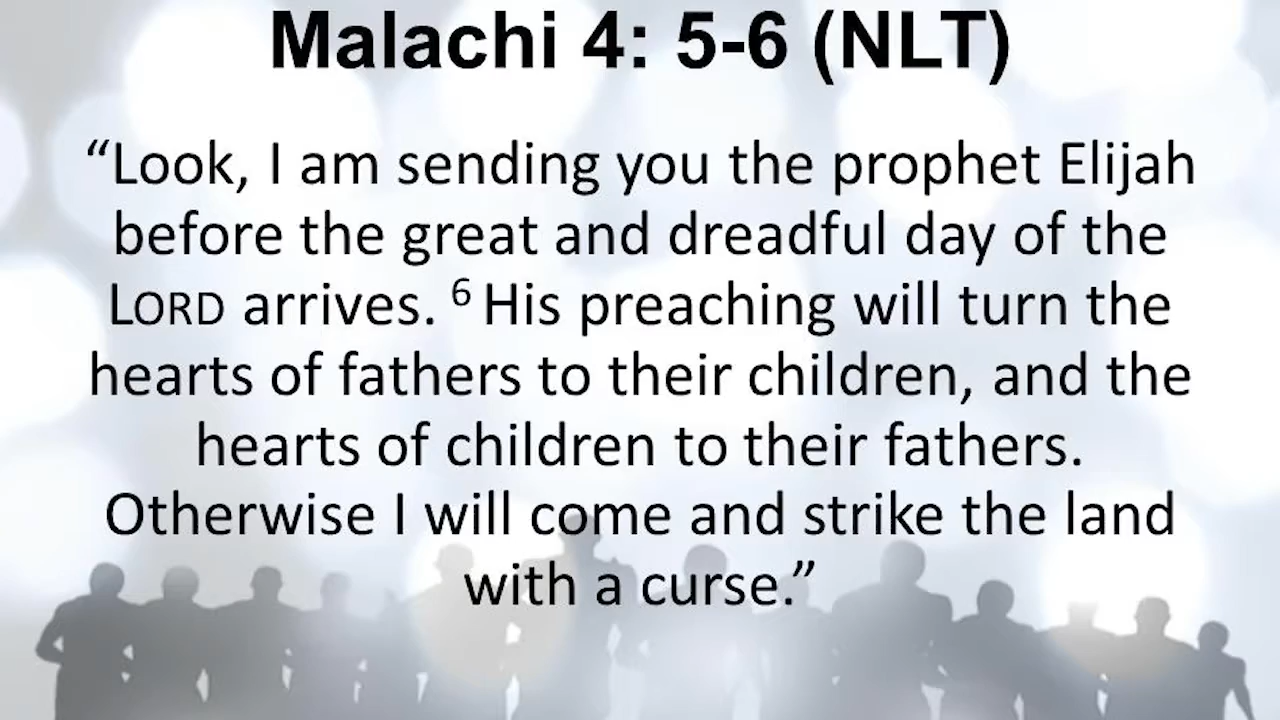 Malachi 4: 5-6 (NLT)
“Look, I am sending you the prophet Elijah
before the great and dreadful day of the
LORD arrives. 6 His preaching will turn the
hearts of fathers to their children, and the
hearts of children to their fathers.
Otherwise I will come and strike the land
with a curse.”